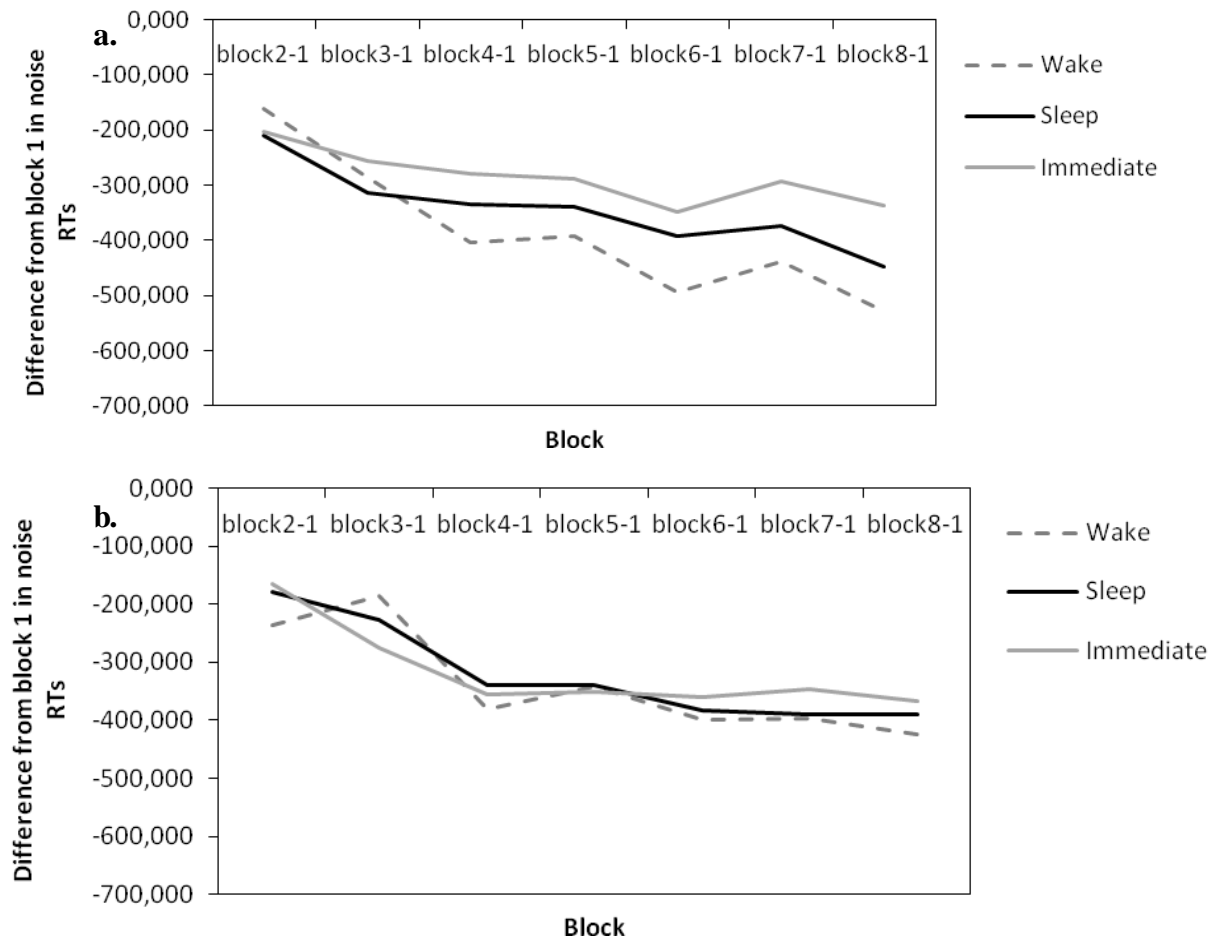 a.
0,000
-100,000
-200,000
-300,000
-400,000
-500,000
-600,000
-700,000
Difference from block 1 in noise
RTs
block2-1 block3-1 block4-1 block5-1 block6-1 block7-1 block8-1
Block
Wake
Sleep
Immediate
b.
0,000
-100,000
-200,000
-300,000
-400,000
-500,000
-600,000
-700,000
Difference from block 1 in noise
RTs
block2-1 block3-1 block4-1 block5-1 block6-1 block7-1 block8-1
Block
Wake
Sleep
Immediate